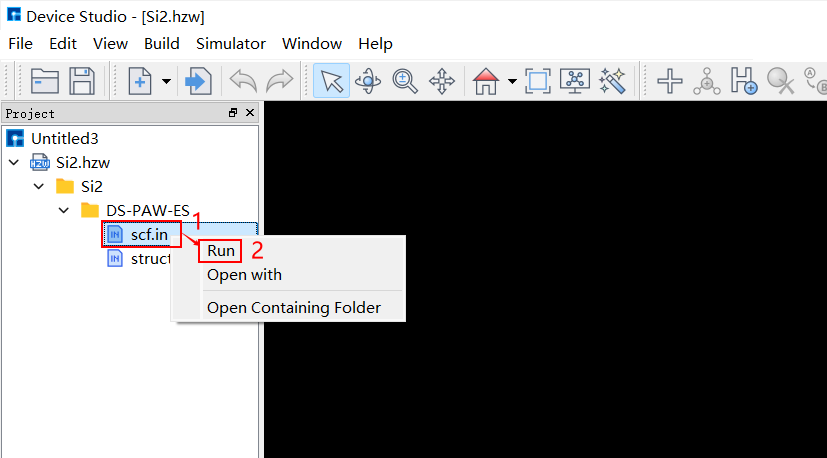 Device Studio - [Si2.hzw]
File Edit View Build Simulator Window Help
Project
Untitled3
Si2.hzw
Si2
DS-PAW-ES
1
scf.in
Run 2
struct
Open with
Open Containing Folder